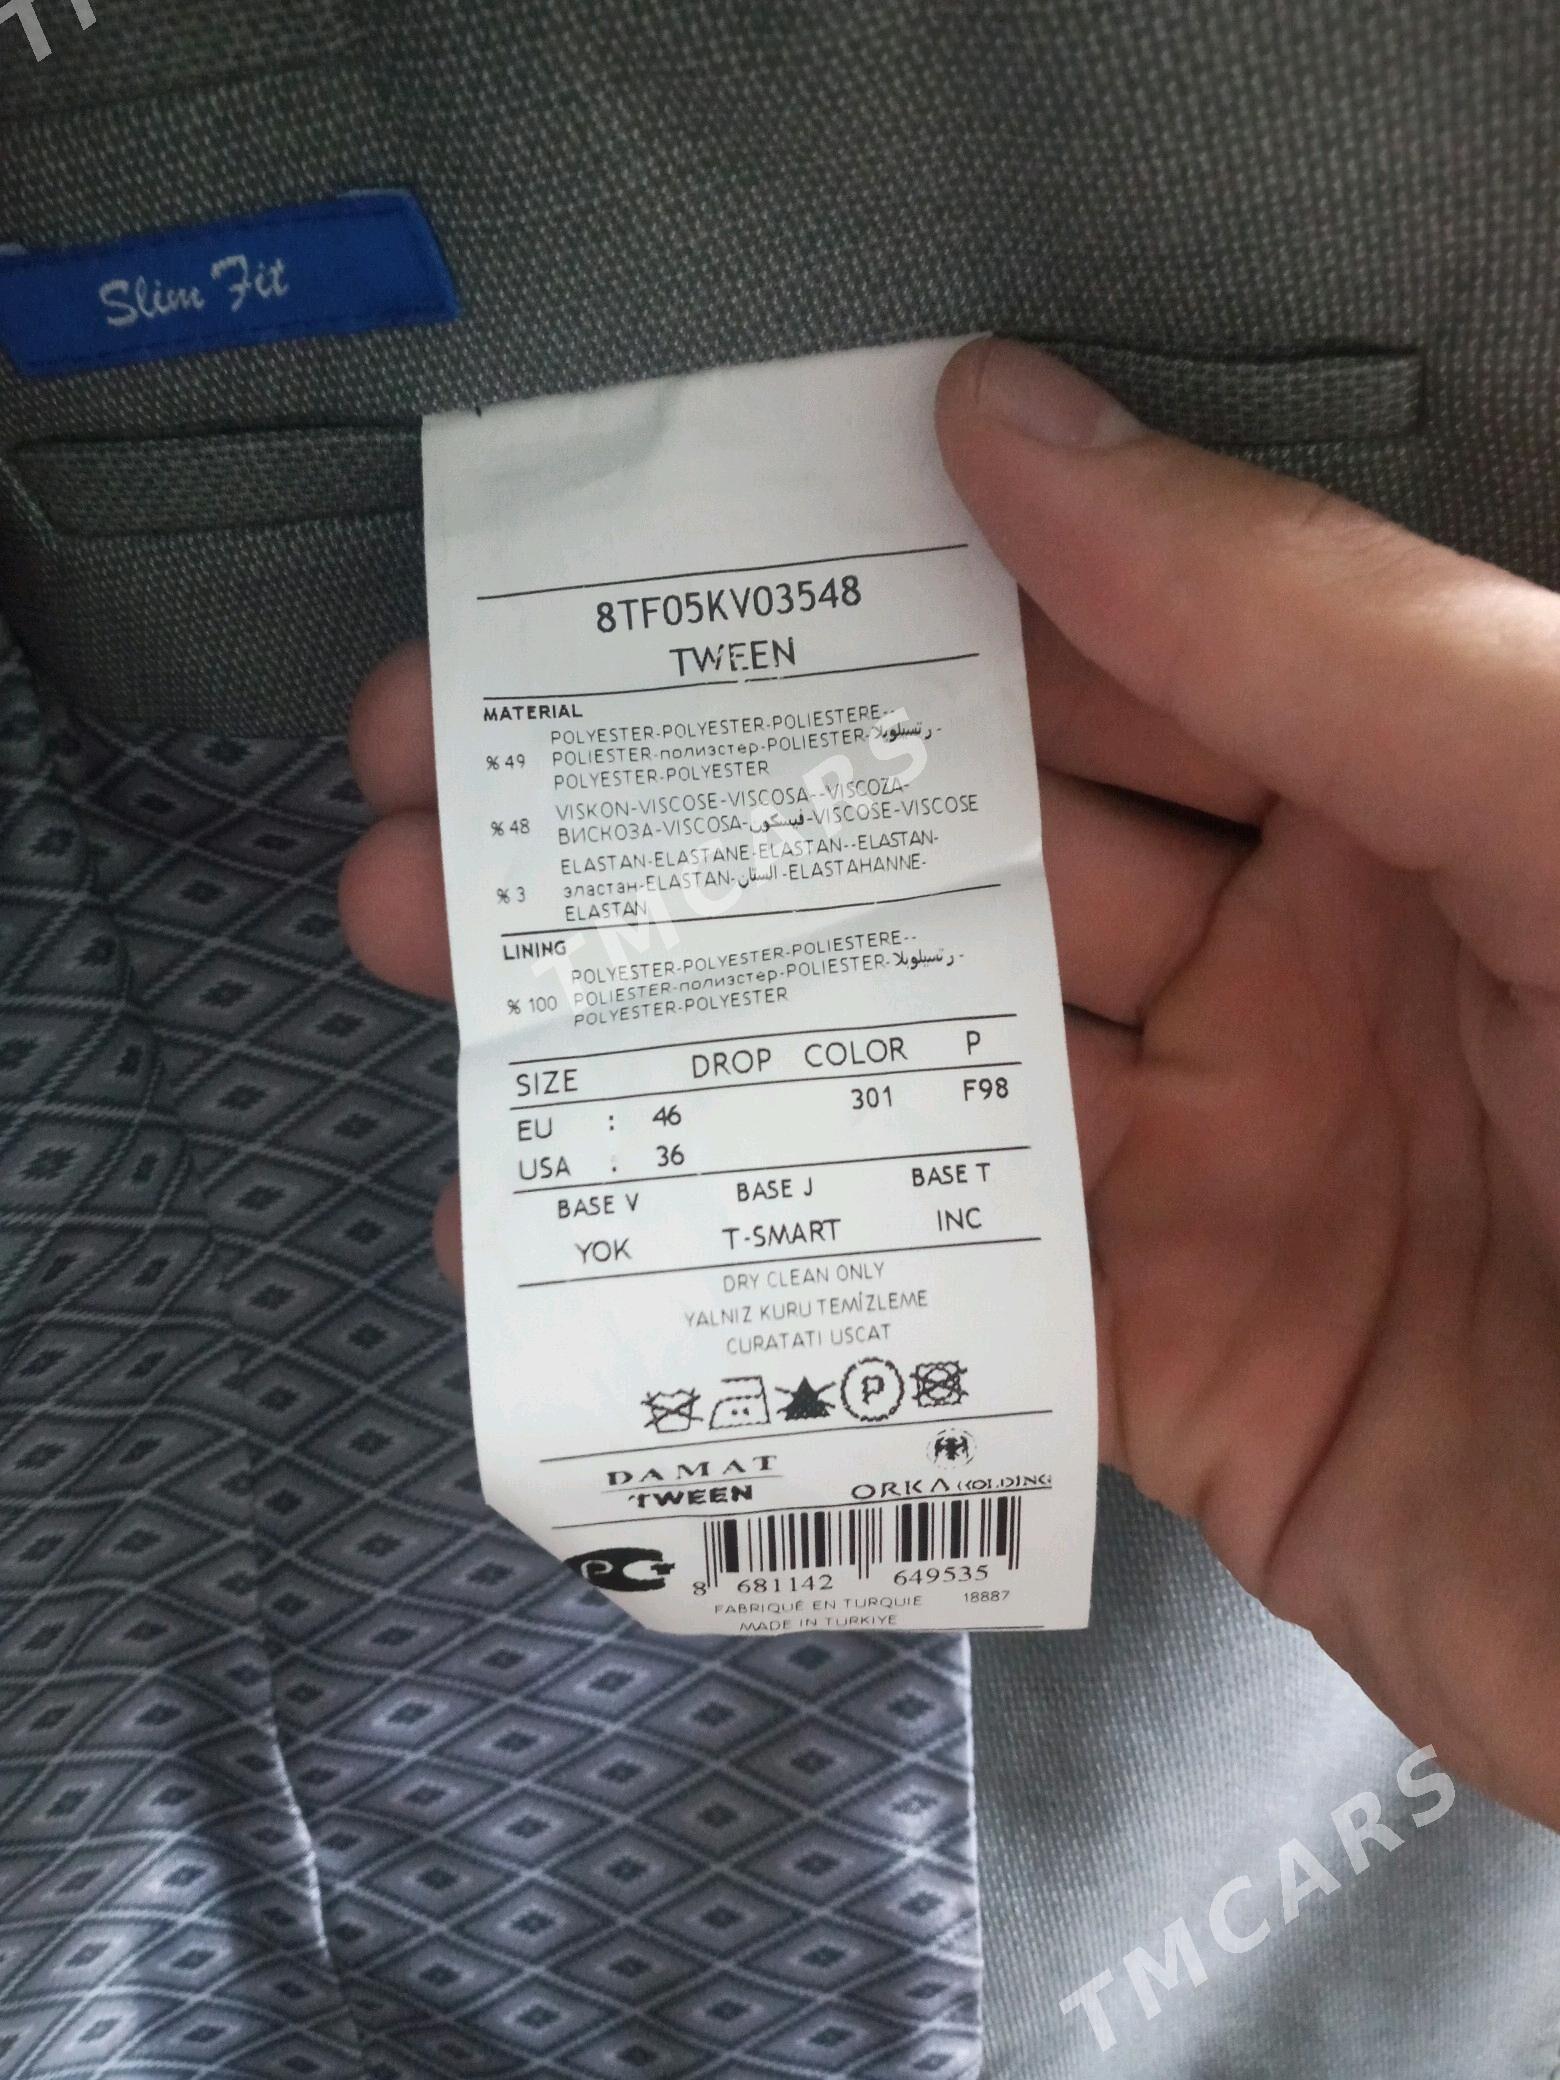 Slim Fit
8TF05KV03548
TWEEN
MATERIAL
% 49 POLYESTER-POLYESTER-POLIESTERE--
POLIESTER-полиэстер-POLIESTER-رتسيلوبلا-
POLYESTER-POLYESTER
% 48 VISKON-VISCOSE-VISCOSA--VISCOZA-
ВИСКОЗА-VISCOSA-فيسكون-VISCOSE-VISCOSE
% 3 ELASTAN-ELASTANE-ELASTAN--ELASTAN-
эластан-ELASTAN-الستان-ELASTAHANNE-
ELASTAN
LINING
% 100 POLYESTER-POLYESTER-POLIESTERE--
POLIESTER-полиэстер-POLIESTER-رتسيلوبلا-
POLYESTER-POLYESTER
SIZE DROP COLOR P
EU : 46 301 F98
USA : 36
BASE V BASE J BASE T
YOK T-SMART INC
DRY CLEAN ONLY
YALNIZ KURU TEMİZLEME
CURATATI USCAT
P
DAMAT
TWEEN
ORKA HOLDING
8 681142 649535
FABRIQUÉ EN TURQUIE 18887
MADE IN TURKIYE
TMCARS
TMCARS